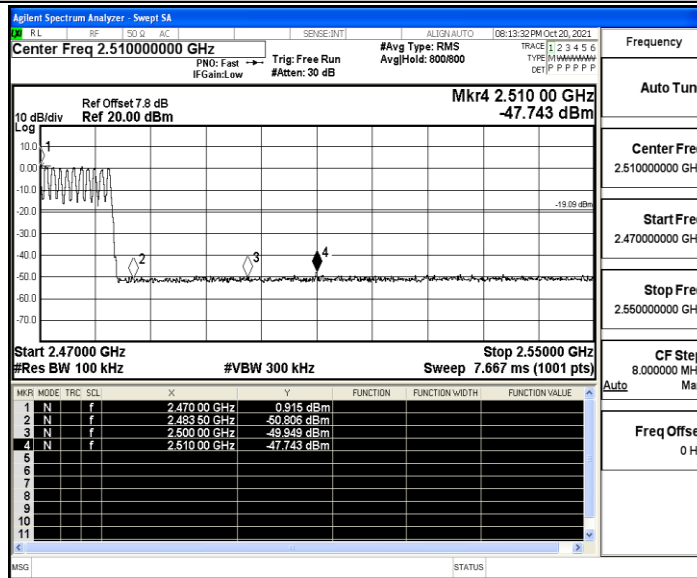 Agilent Spectrum Analyzer - Swept SA
RL RF 50 Ω AC SENSE:INT ALIGN AUTO 08:13:32 PM Oct 20, 2021
Center Freq 2.510000000 GHz
PNO: Fast
IFGain:Low
Trig: Free Run
#Atten: 30 dB
#Avg Type: RMS
Avg|Hold: 800/800
TRACE 1 2 3 4 5 6
TYPE
DET P P P P P P
Ref Offset 7.8 dB
Ref 20.00 dBm
10 dB/div
Log
Mkr4 2.510 00 GHz
-47.743 dBm
10.0
0.00
-10.0
-20.0
-30.0
-40.0
-50.0
-60.0
-70.0
1
2
3
4
-19.09 dBm
Start 2.47000 GHz Stop 2.55000 GHz
#Res BW 100 kHz #VBW 300 kHz Sweep 7.667 ms (1001 pts)
MKR MODE TRC SCL X Y FUNCTION FUNCTION WIDTH FUNCTION VALUE
1 N f 2.470 00 GHz 0.915 dBm
2 N f 2.483 50 GHz -50.806 dBm
3 N f 2.500 00 GHz -49.949 dBm
4 N f 2.510 00 GHz -47.743 dBm
5
6
7
8
9
10
11
MSG STATUS
Frequency
Auto Tun
Center Fre
2.510000000 GH
Start Fre
2.470000000 GH
Stop Fre
2.550000000 GH
CF Step
8.000000 MH
Auto Ma
Freq Offse
0 H